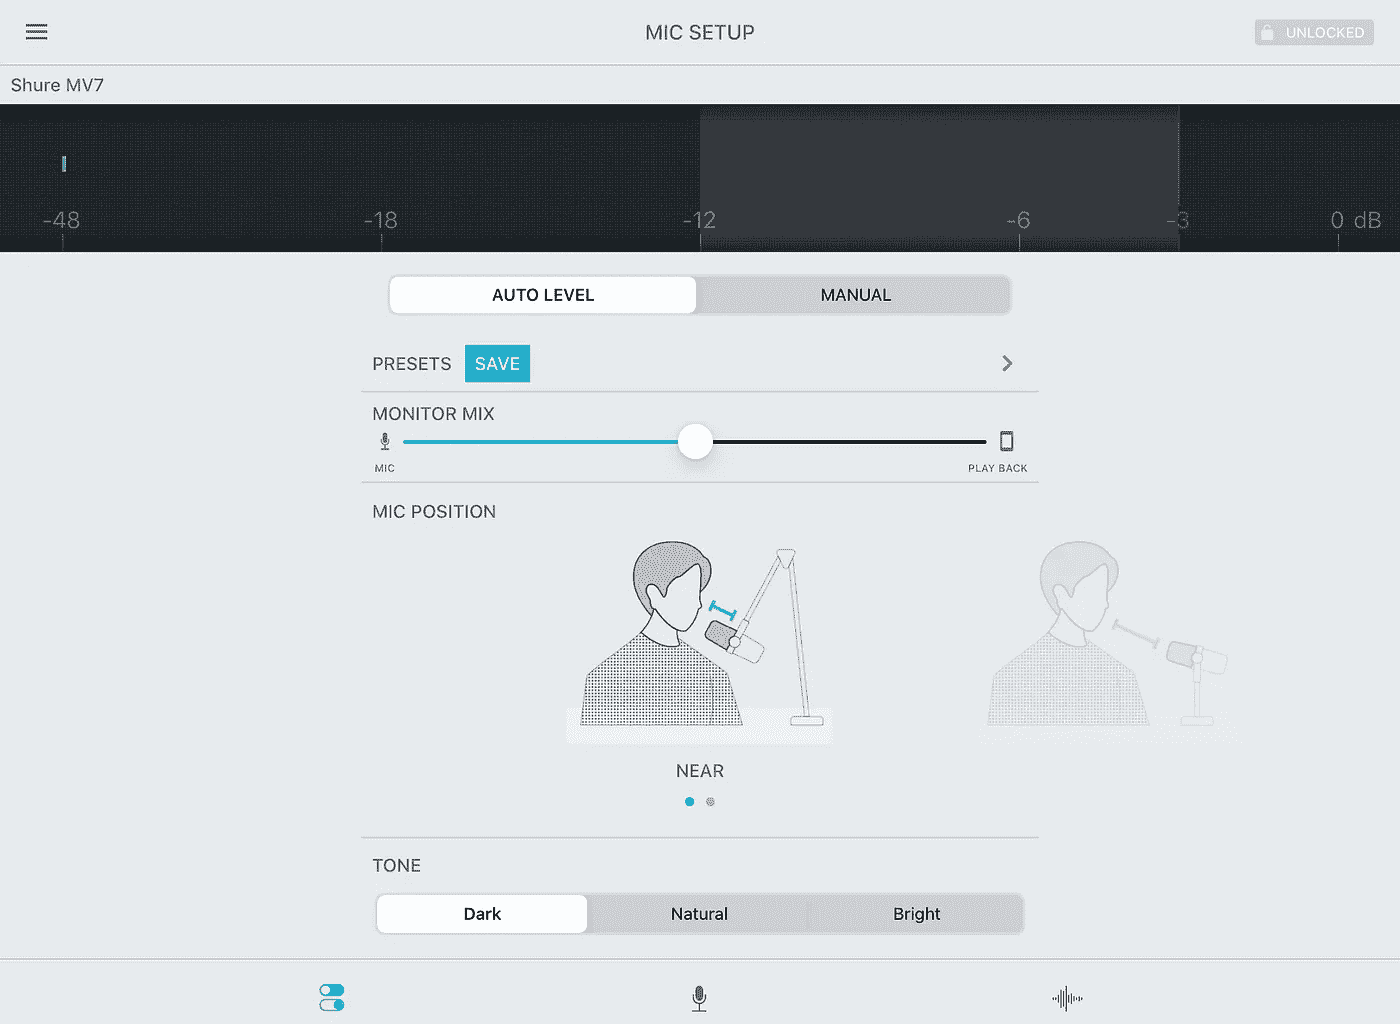 MIC SETUP
UNLOCKED
Shure MV7
-48 -18 -12 -6 -3 0 dB
AUTO LEVEL MANUAL
PRESETS SAVE
MONITOR MIX
MIC PLAY BACK
MIC POSITION
NEAR
TONE
Dark Natural Bright